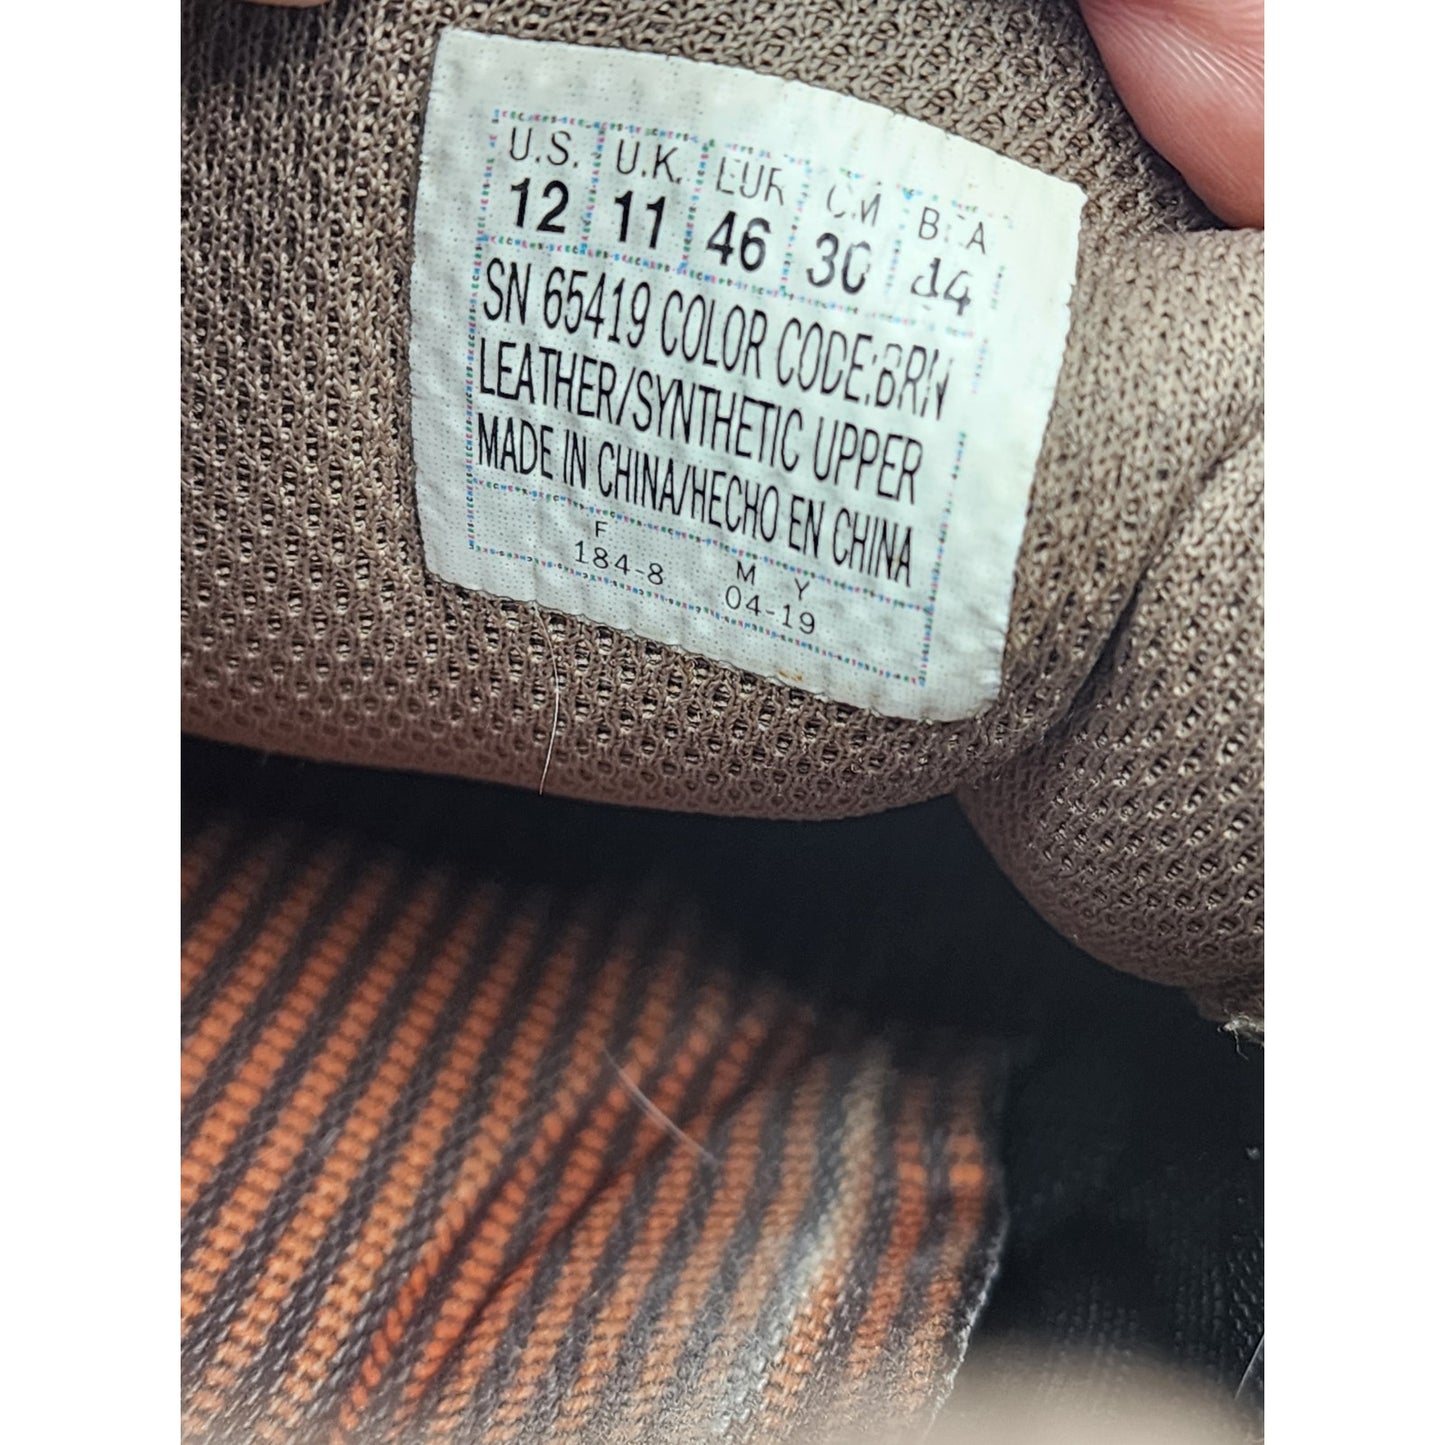 U.S. U.K. EUR CM BRA
12 11 46 30 44
SN 65419 COLOR CODE:BRN
LEATHER/SYNTHETIC UPPER
MADE IN CHINA/HECHO EN CHINA
F
184-8
M Y
04-19